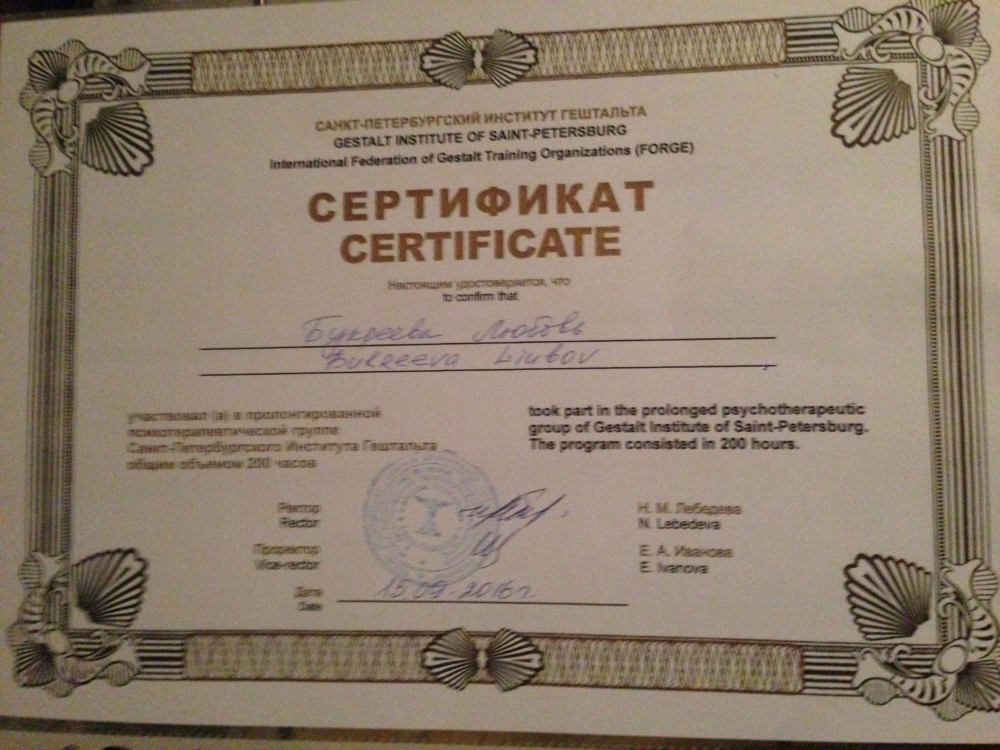 САНКТ-ПЕТЕРБУРГСКИЙ ИНСТИТУТ ГЕШТАЛЬТА
GESTALT INSTITUTE OF SAINT-PETERSBURG
International Federation of Gestalt Training Organizations (FORGE)
СЕРТИФИКАТ
CERTIFICATE
Настоящим удостоверяется, что
to confirm that
Букреева Любовь
Bukreeva Liubov
участвовал (а) в пролонгированной
психотерапевтической группе
Санкт-Петербургского Института Гештальта
общим объемом 200 часов
took part in the prolonged psychotherapeutic
group of Gestalt Institute of Saint-Petersburg.
The program consisted in 200 hours.
Ректор
Rector
Н. М. Лебедева
N. Lebedeva
Проректор
Vice-rector
Е. А. Иванова
E. Ivanova
Дата
Date
15.09.2016 г.